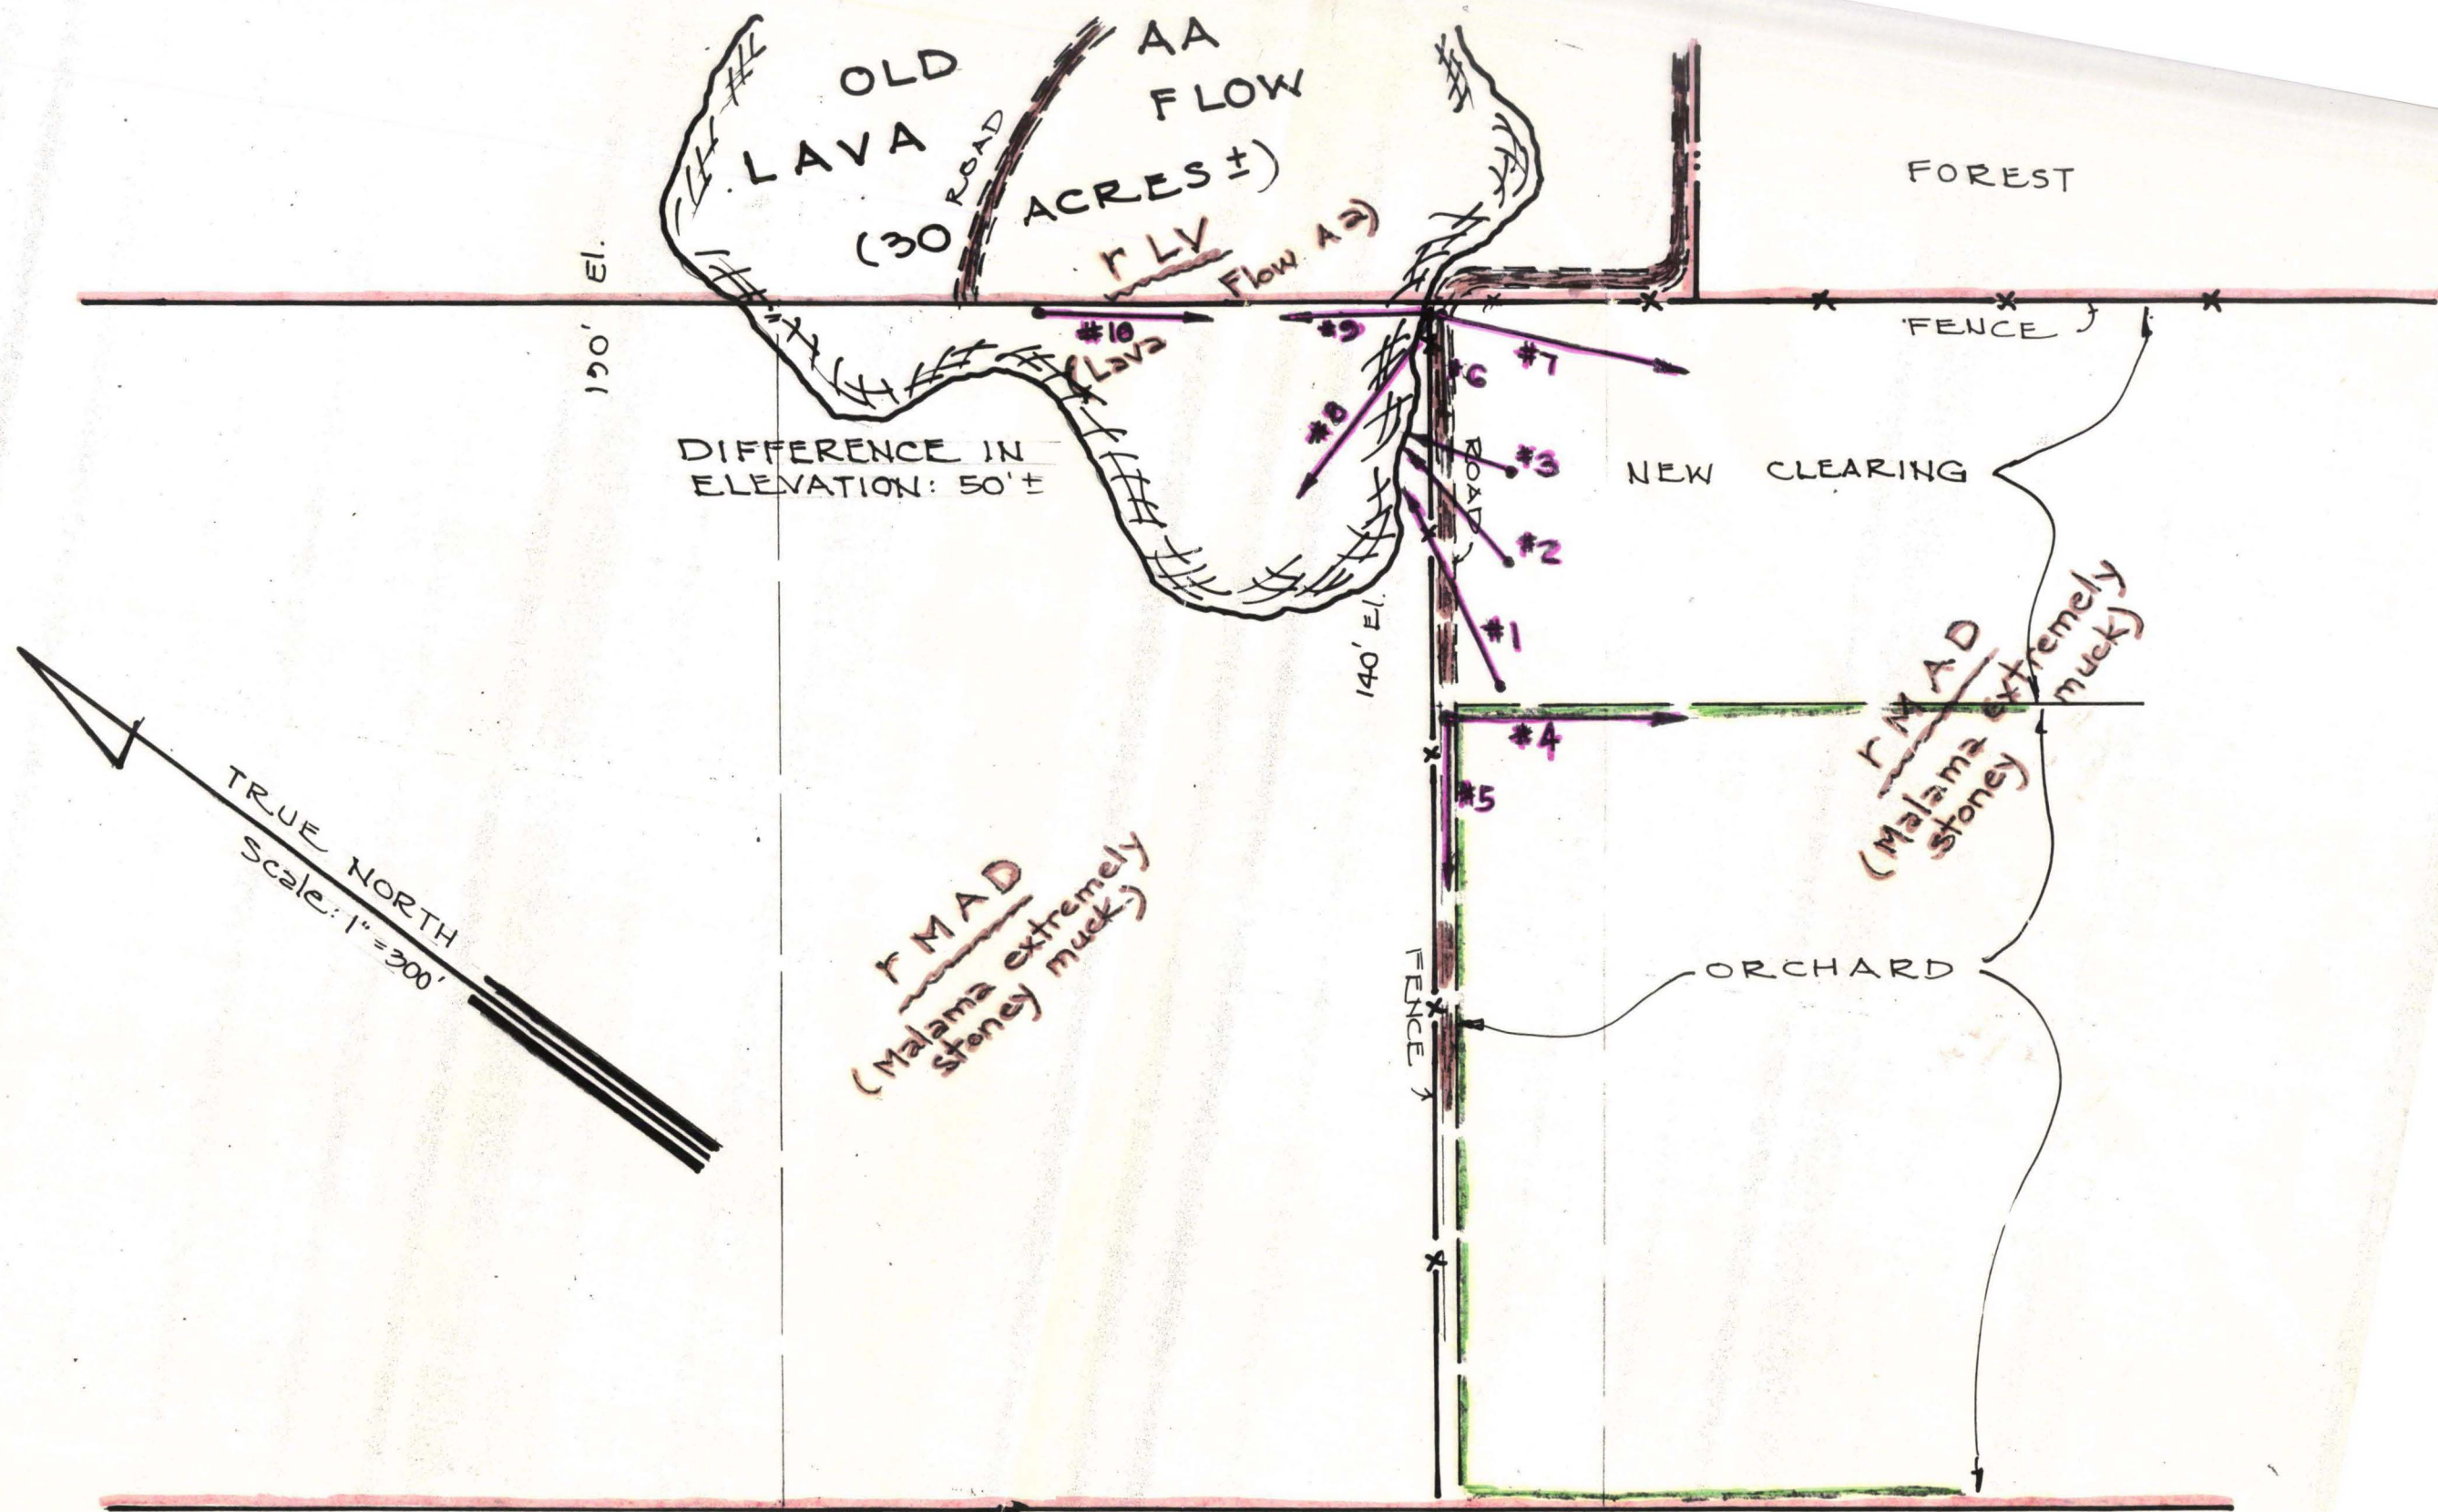 OLD
LAVA
(30
ROAD
AA
FLOW
ACRES ±)
r LV
(Lava Flow Aa)
FOREST
190' El.
#10
#9
#7
#6
#8
FENCE
DIFFERENCE IN
ELEVATION: 50'±
ROAD
#3
NEW CLEARING
#2
#1
140' El.
#4
#5
r MAD
(Malama extremely
stoney muck)
TRUE NORTH
Scale: 1" = 300'
r MAD
(Malama extremely
stoney muck)
FENCE
ORCHARD